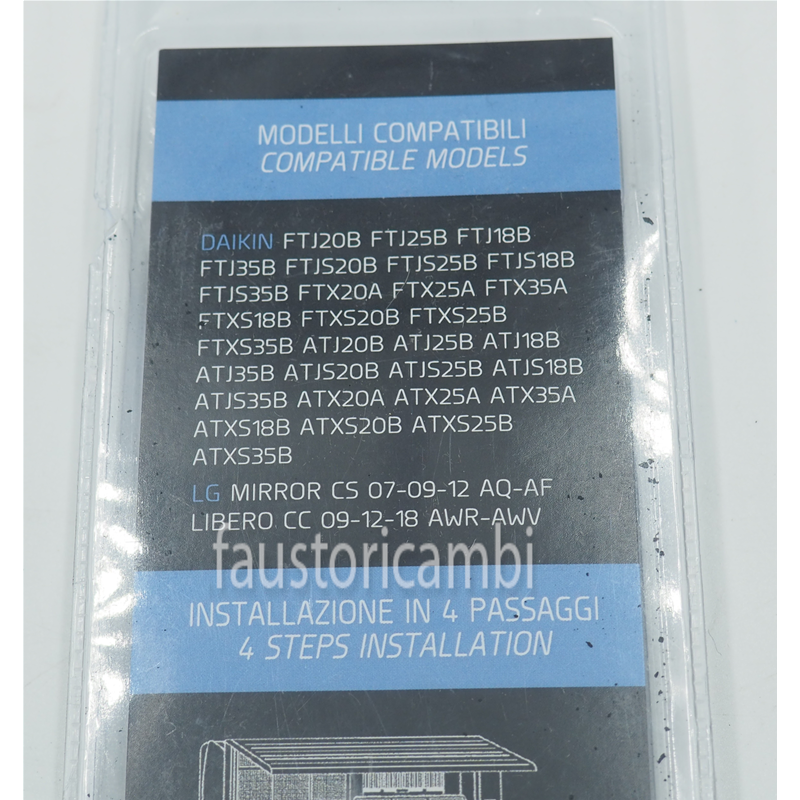 MODELLI COMPATIBILI
COMPATIBLE MODELS
DAIKIN FTJ20B FTJ25B FTJ18B
FTJ35B FTJS20B FTJS25B FTJS18B
FTJS35B FTX20A FTX25A FTX35A
FTXS18B FTXS20B FTXS25B
FTXS35B ATJ20B ATJ25B ATJ18B
ATJ35B ATJS20B ATJS25B ATJS18B
ATJS35B ATX20A ATX25A ATX35A
ATXS18B ATXS20B ATXS25B
ATXS35B
LG MIRROR CS 07-09-12 AQ-AF
LIBERO CC 09-12-18 AWR-AWV
faustoricambi
INSTALLAZIONE IN 4 PASSAGGI
4 STEPS INSTALLATION